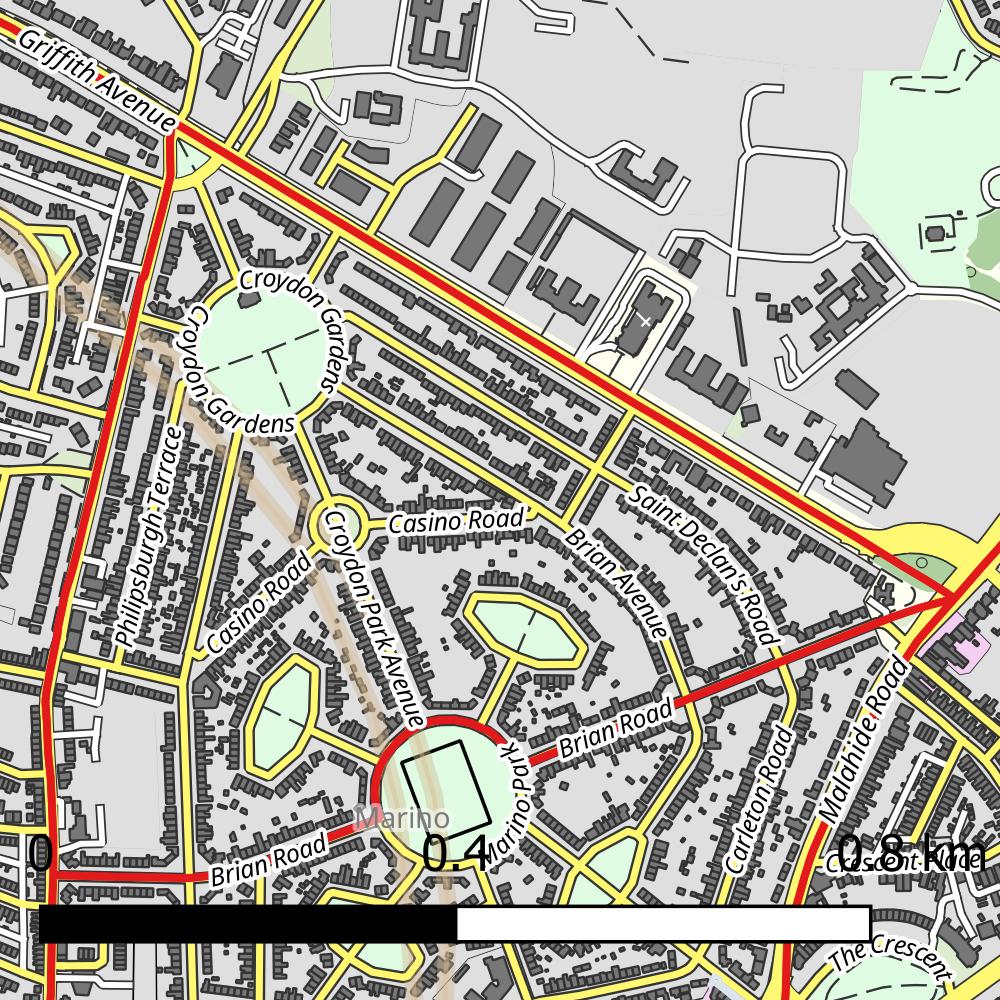 Griffith Avenue
Croydon Gardens
Croydon Gardens
Philipsburgh Terrace
Casino Road
Casino Road
Croydon Park Avenue
Saint Declan's Road
Brian Avenue
Brian Road
Marino Park
Malahide Road
Carleton Road
Marino
Brian Road
0
0.4
0.8 km
Crescent Place
The Crescent